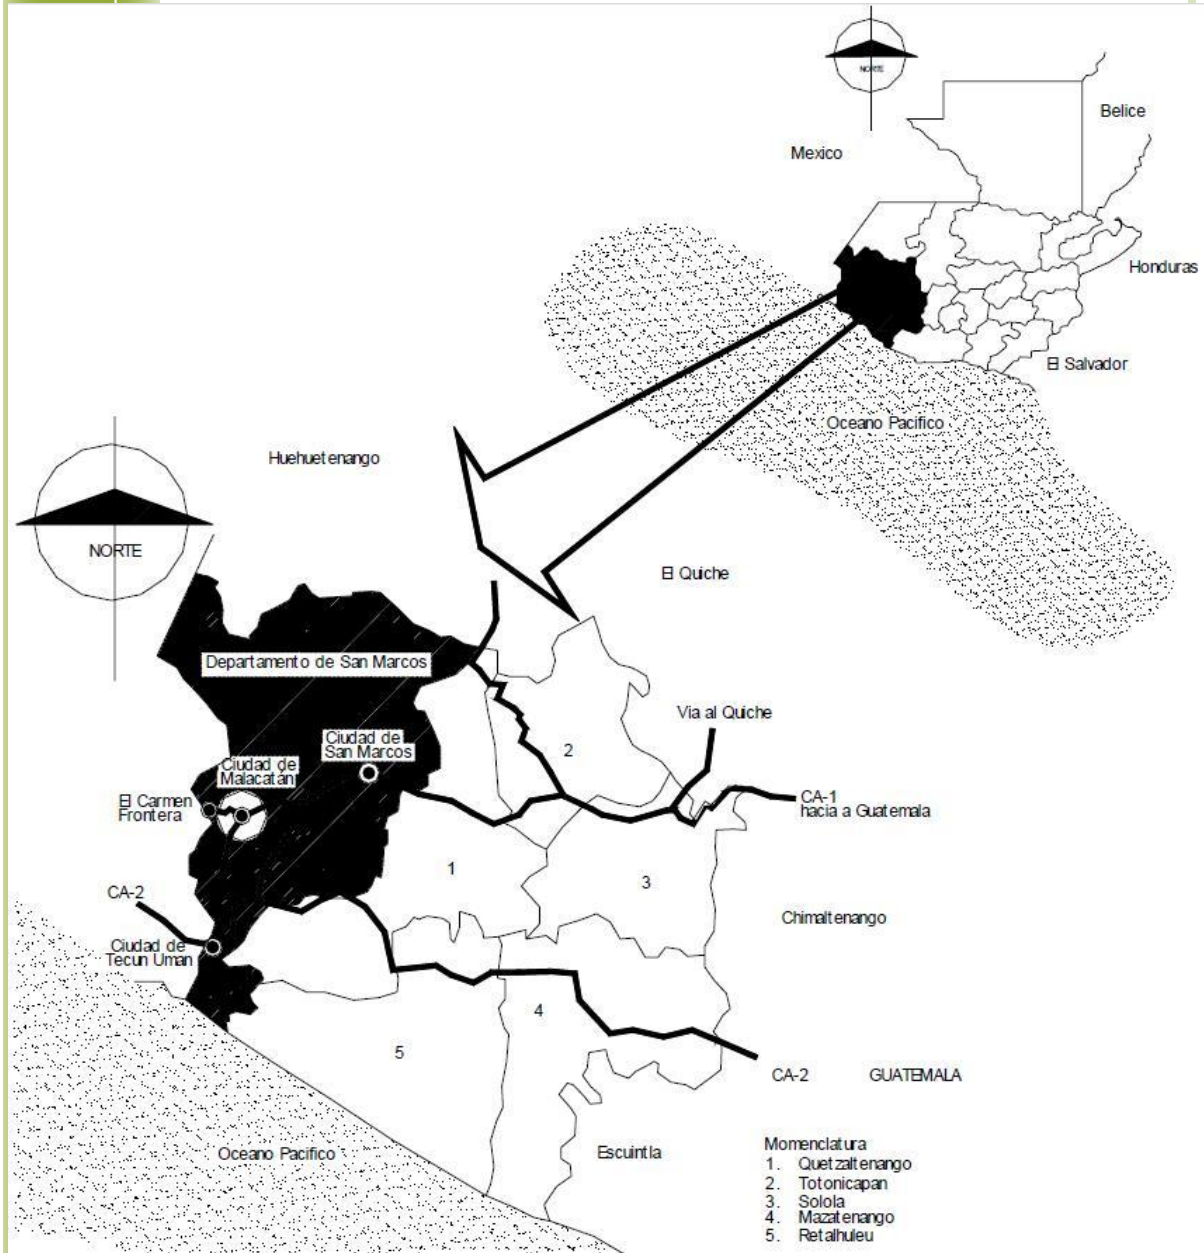 NORTE
Belice
Mexico
Honduras
El Salvador
Oceano Pacifico
Huehuetenango
NORTE
El Quiche
Departamento de San Marcos
Via al Quiche
Ciudad de
San Marcos
2
Ciudad de
Malacatán
El Carmen
Frontera
CA-1
hacia a Guatemala
1
3
CA-2
Chimaltenango
Ciudad de
Tecun Uman
4
5
CA-2
GUATEMALA
Oceano Pacifico
Escuintla
Momenclatura
1. Quetzaltenango
2. Totonicapan
3. Solola
4. Mazatenango
5. Retalhuleu